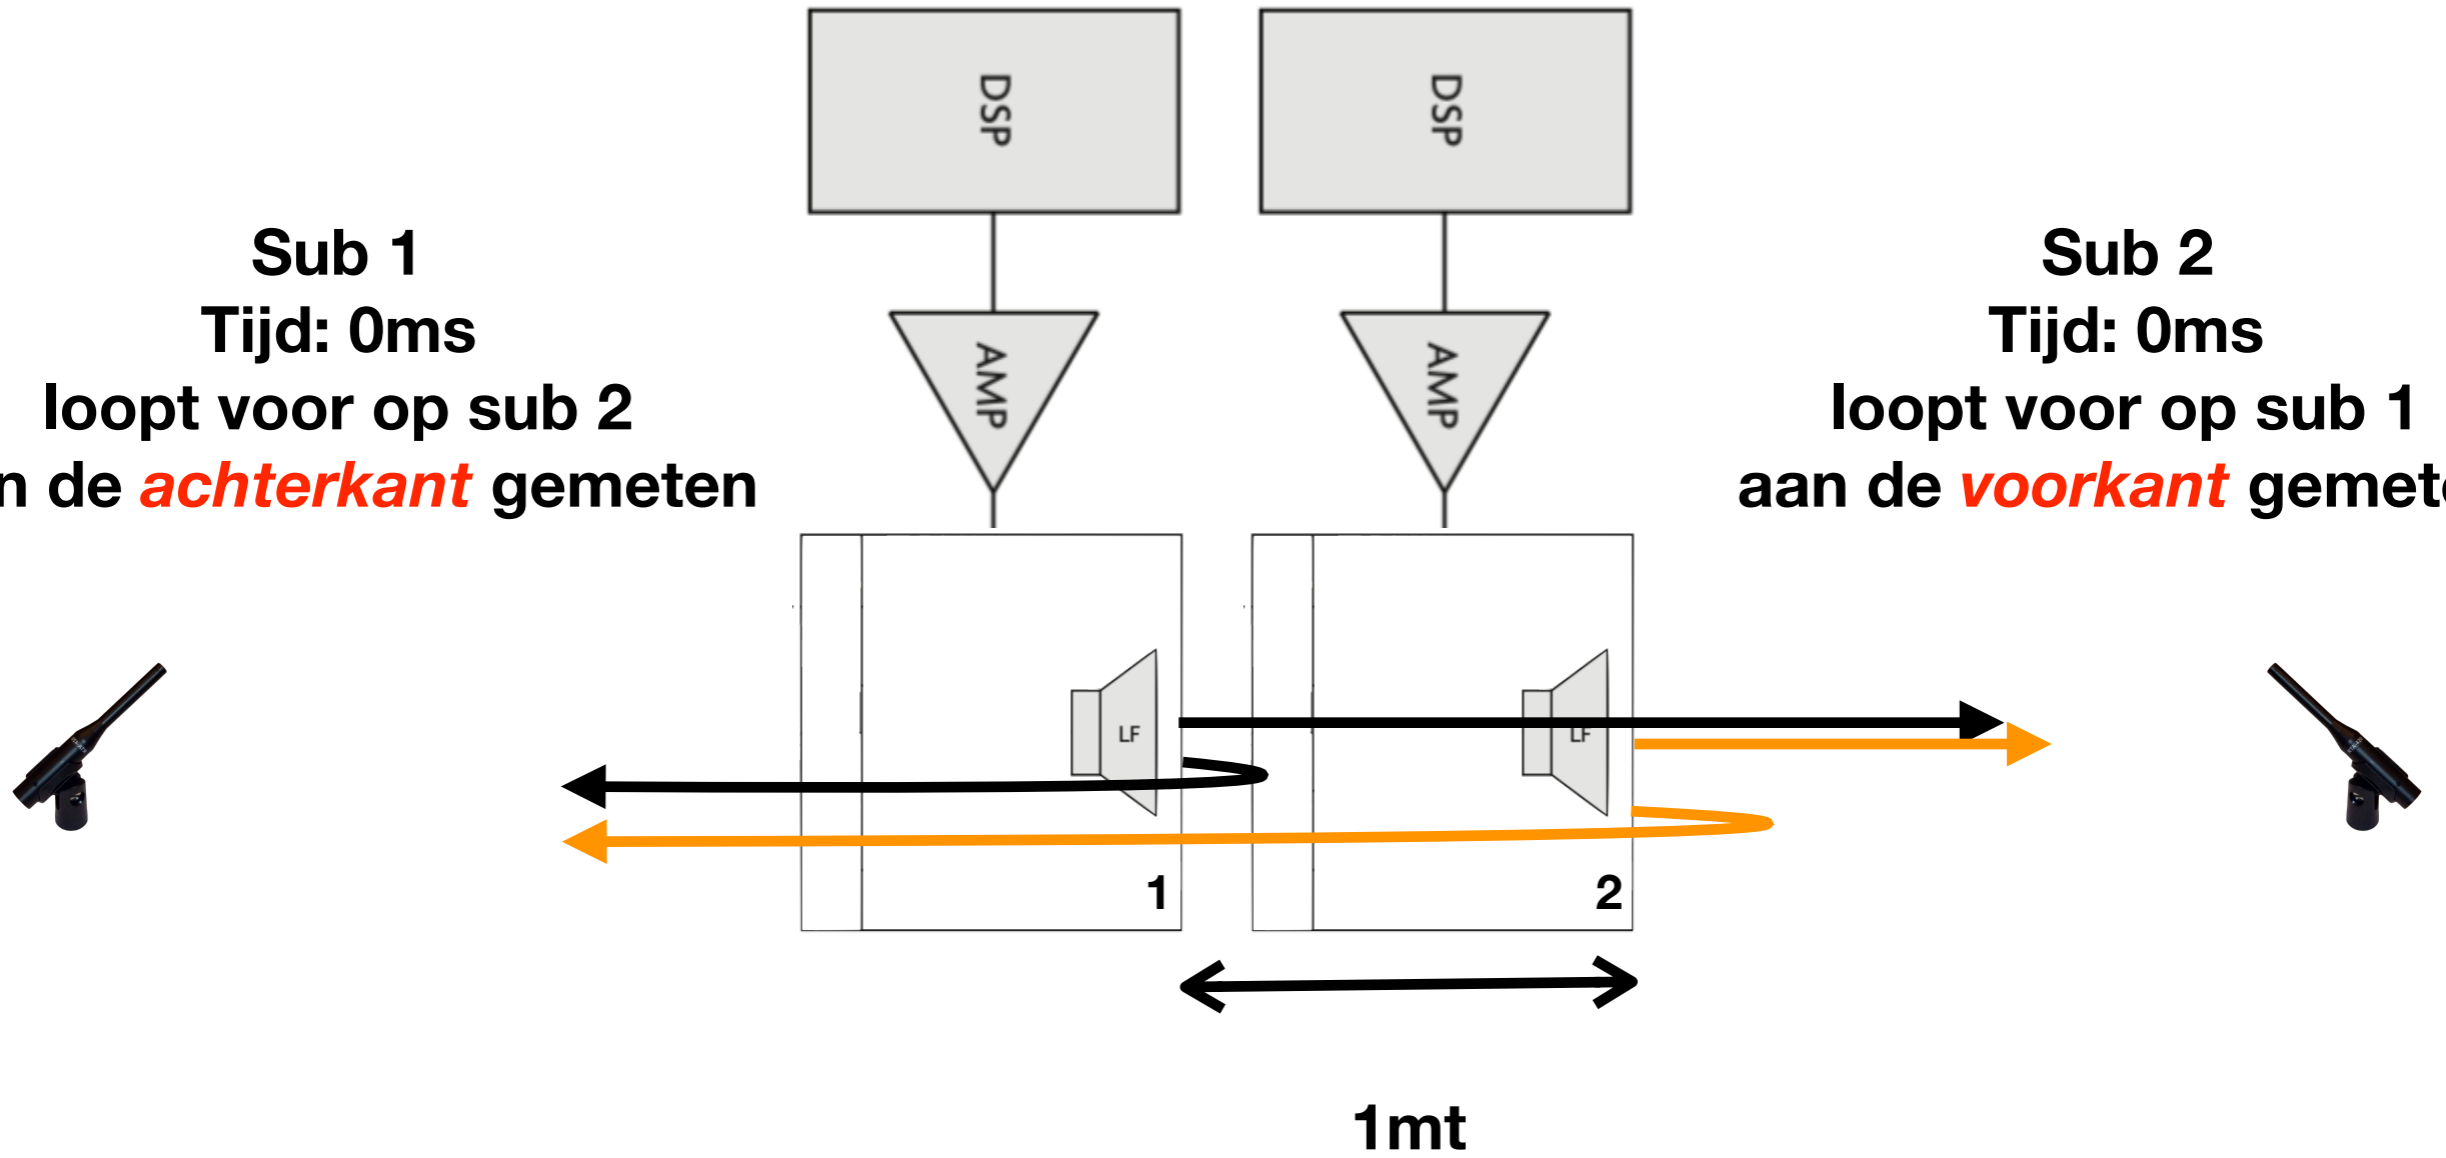 DSP
DSP
Sub 1
Tijd: 0ms
loopt voor op sub 2
n de achterkant gemeten
AMP
AMP
Sub 2
Tijd: 0ms
loopt voor op sub 1
aan de voorkant gemet
LF
LF
1
2
1mt